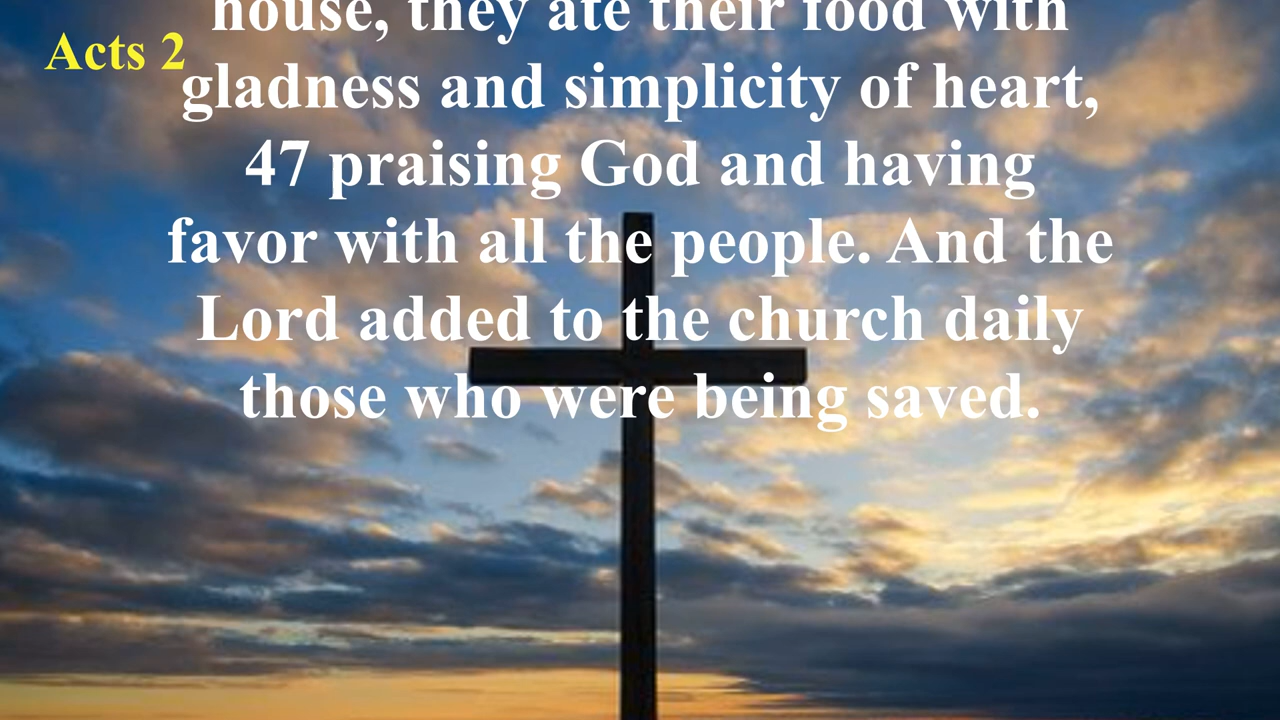 house, they ate their food with
Acts 2
gladness and simplicity of heart,
47 praising God and having
favor with all the people. And the
Lord added to the church daily
those who were being saved.